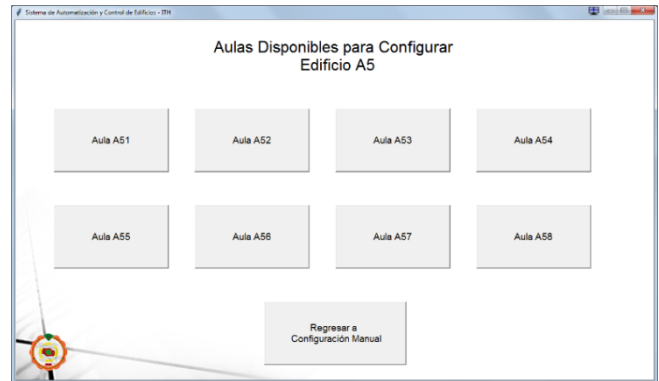 Sistema de Automatización y Control de Edificios - ITH
Aulas Disponibles para Configurar
Edificio A5
Aula A51
Aula A52
Aula A53
Aula A54
Aula A55
Aula A56
Aula A57
Aula A58
Regresar a
Configuración Manual